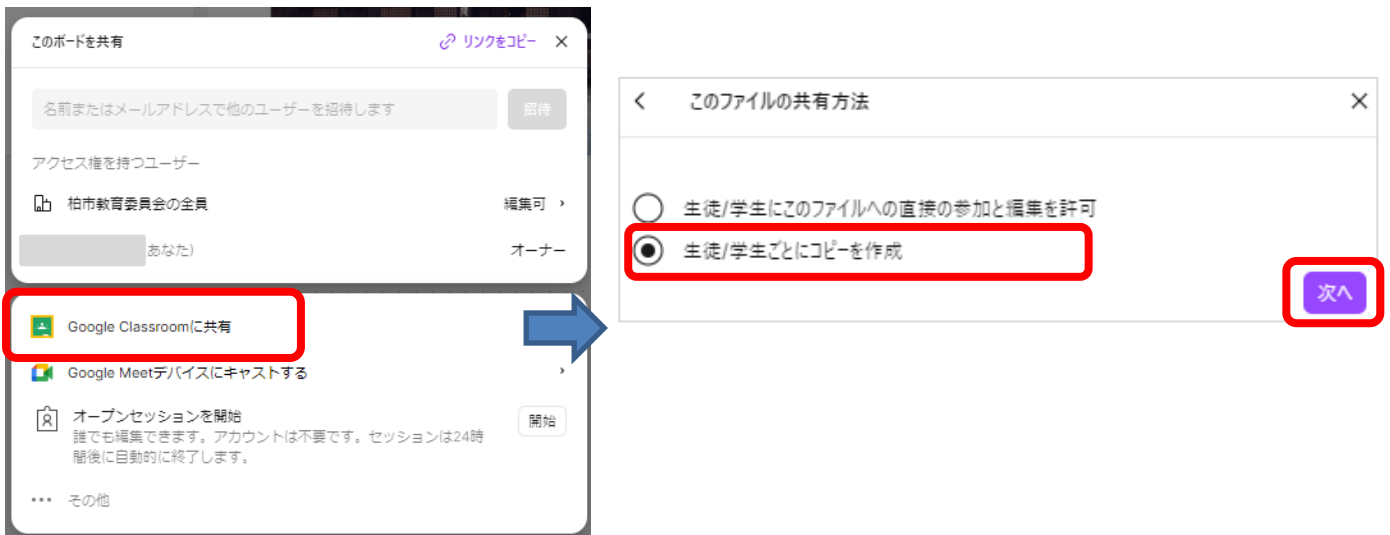 このボードを共有
リンクをコピー
名前またはメールアドレスで他のユーザーを招待します
招待
アクセス権を持つユーザー
柏市教育委員会の全員
編集可
あなた)
オーナー
Google Classroomに共有
Google Meetデバイスにキャストする
オープンセッションを開始
開始
誰でも編集できます。アカウントは不要です。セッションは24時
間後に自動的に終了します。
その他
このファイルの共有方法
生徒/学生にこのファイルへの直接の参加と編集を許可
生徒/学生ごとにコピーを作成
次へ